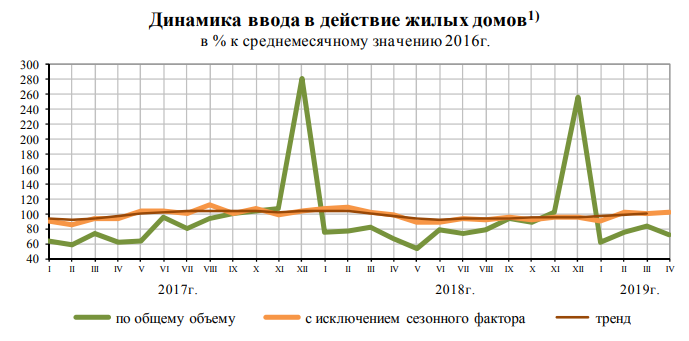 Динамика ввода в действие жилых домов1)
в % к среднемесячному значению 2016г.
300
280
260
240
220
200
180
160
140
120
100
80
60
40
I II III IV V VI VII VIII IX X XI XII I II III IV V VI VII VIII IX X XI XII I II III IV
2017г. 2018г. 2019г.
по общему объему с исключением сезонного фактора тренд